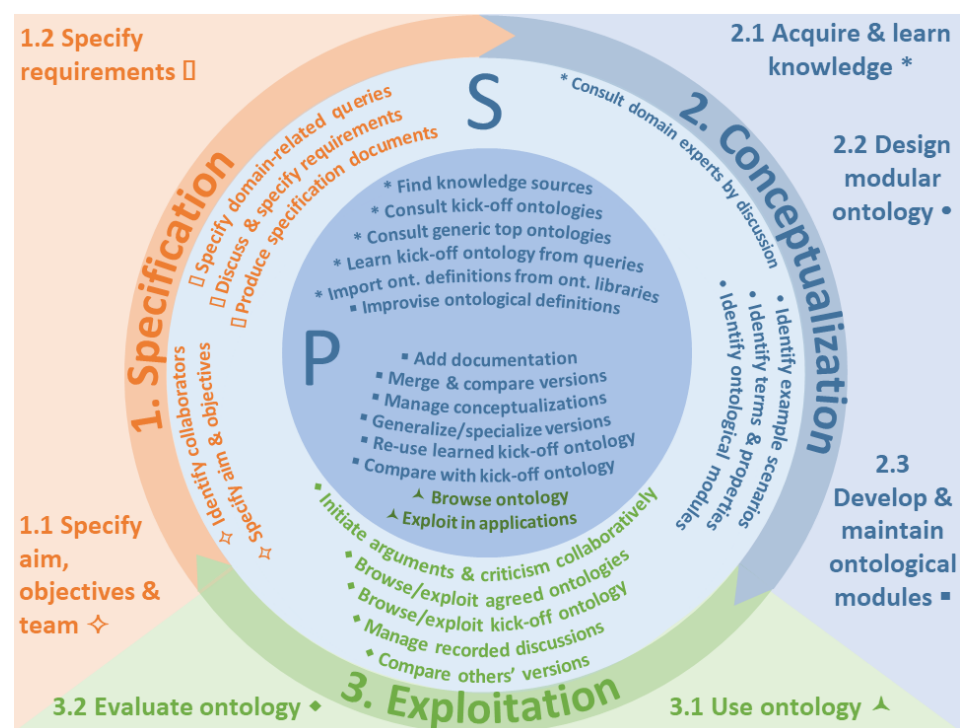 1.2 Specify
requirements ▯
2.1 Acquire & learn
knowledge *
2.2 Design
modular
ontology •
2.3
Develop &
maintain
ontological
modules ▪
1.1 Specify
aim,
objectives &
team ✧
3.2 Evaluate ontology ◆
3.1 Use ontology ⮝
1. Specification
2. Conceptualization
3. Exploitation
S
▯ Specify domain-related queries
▯ Discuss & specify requirements
▯ Produce specification documents
✧ Identify collaborators
✧ Specify aim & objectives
* Consult domain experts by discussion
• Identify example scenarios
• Identify terms & properties
• Identify ontological modules
P
* Find knowledge sources
* Consult kick-off ontologies
* Consult generic top ontologies
* Learn kick-off ontology from queries
* Import ont. definitions from ont. libraries
▪ Improvise ontological definitions
▪ Add documentation
▪ Merge & compare versions
▪ Manage conceptualizations
▪ Generalize/specialize versions
▪ Re-use learned kick-off ontology
▪ Compare with kick-off ontology
⮝ Browse ontology
⮝ Exploit in applications
◆ Initiate arguments & criticism collaboratively
◆ Browse/exploit agreed ontologies
◆ Browse/exploit kick-off ontology
◆ Manage recorded discussions
◆ Compare others' versions